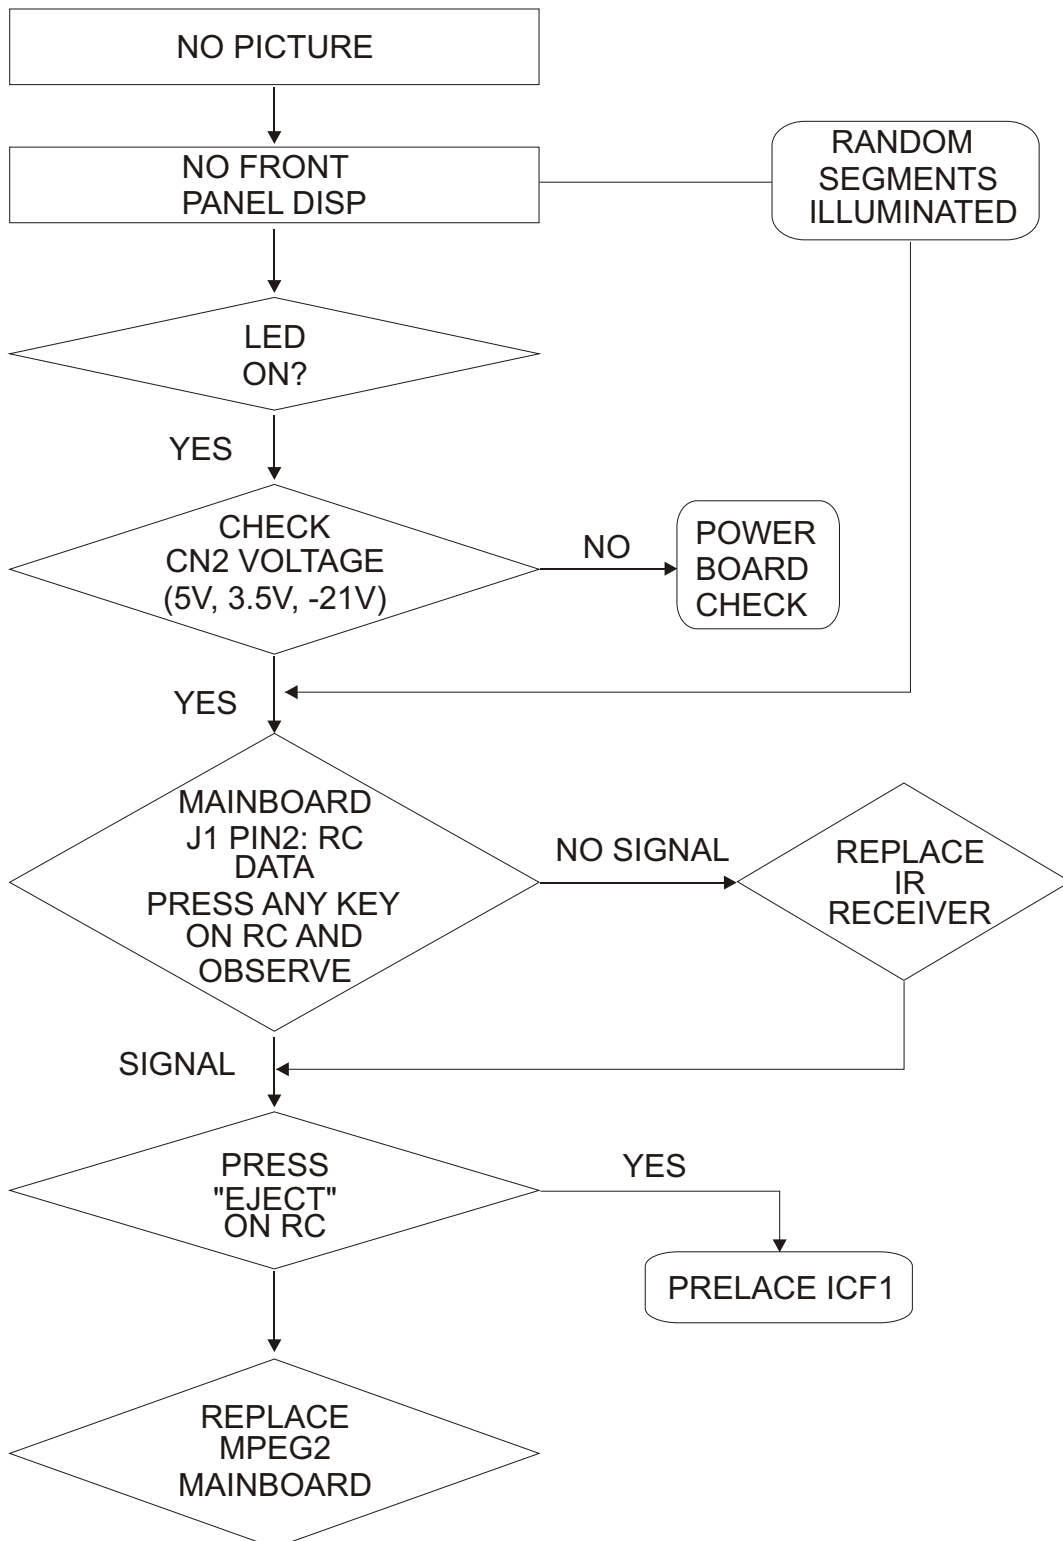 NO PICTURE
NO FRONT
PANEL DISP
RANDOM
SEGMENTS
ILLUMINATED
LED
ON?
YES
CHECK
CN2 VOLTAGE
(5V, 3.5V, -21V)
NO
POWER
BOARD
CHECK
YES
MAINBOARD
J1 PIN2: RC
DATA
PRESS ANY KEY
ON RC AND
OBSERVE
NO SIGNAL
REPLACE
IR
RECEIVER
SIGNAL
PRESS
"EJECT"
ON RC
YES
PRELACE ICF1
REPLACE
MPEG2
MAINBOARD